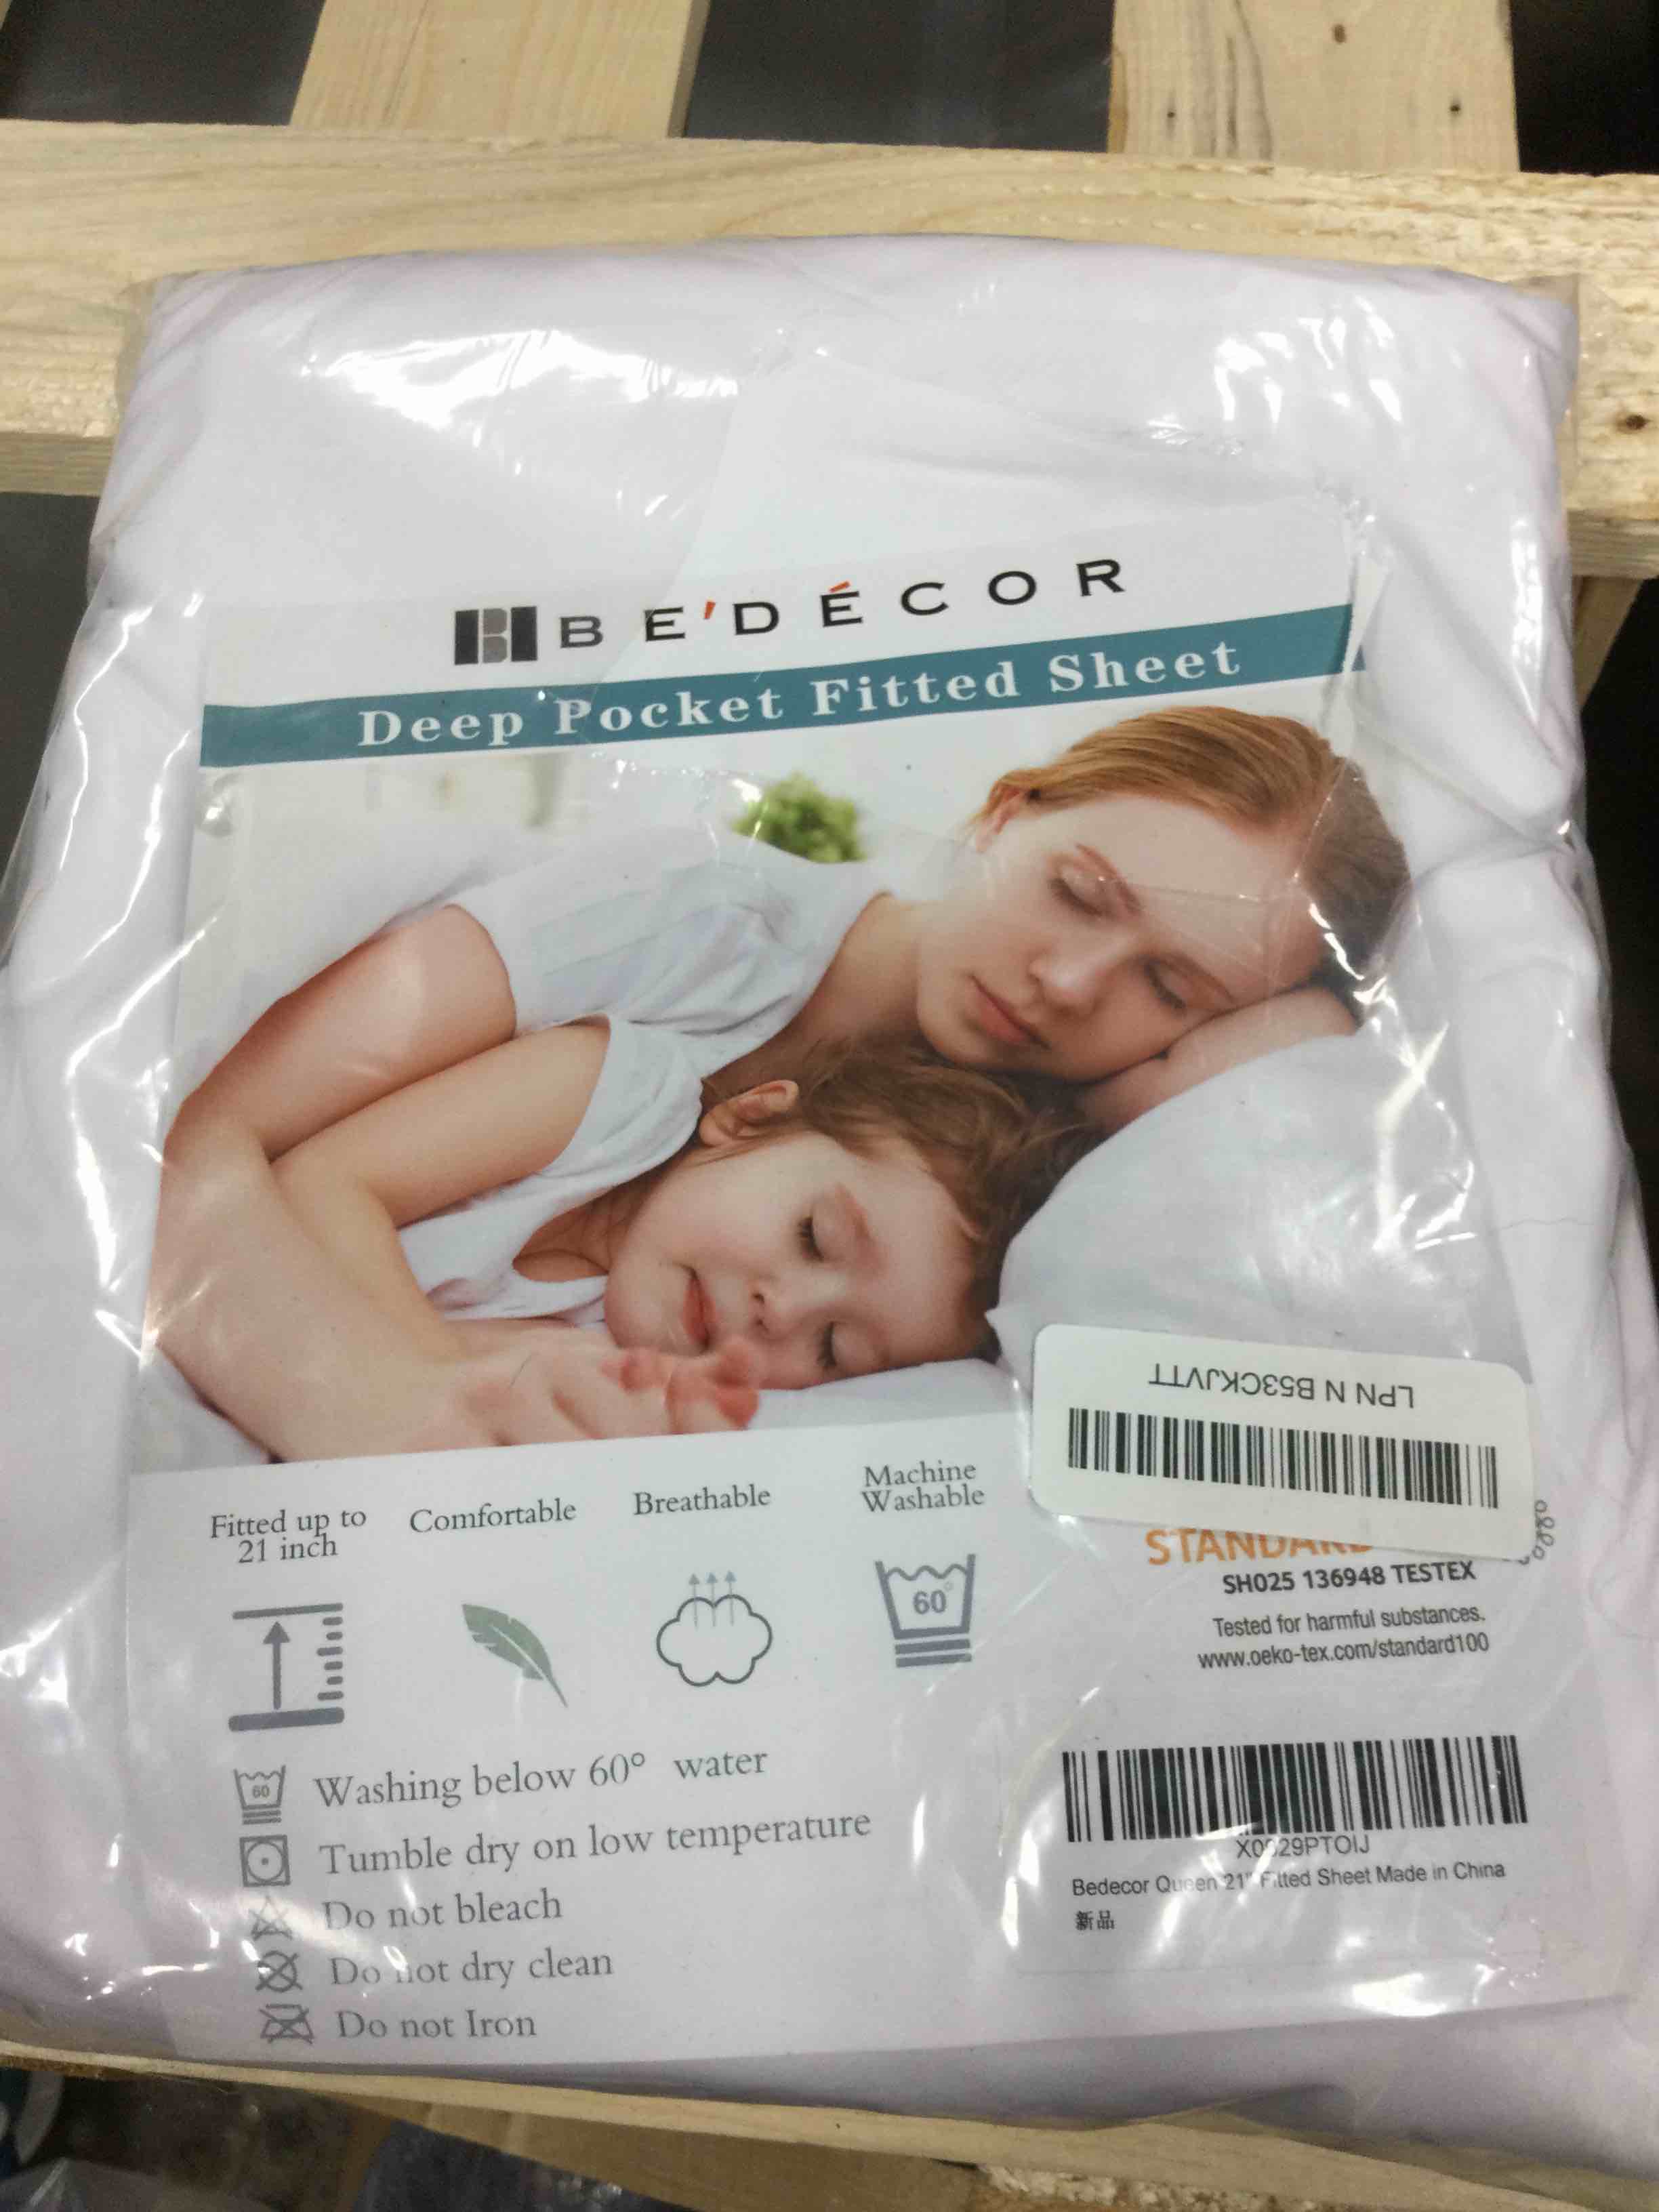 BE'DÉCOR
Deep Pocket Fitted Sheet
LPN N B53CKJVTT
Fitted up to
21 inch
Comfortable
Breathable
Machine
Washable
60°
SH025 136948 TESTEX
Tested for harmful substances.
www.oeko-tex.com/standard100
60
Washing below 60° water
Tumble dry on low temperature
Do not bleach
Do not dry clean
Do not Iron
Bedecor Queen 21" Fitted Sheet Made in China
新品